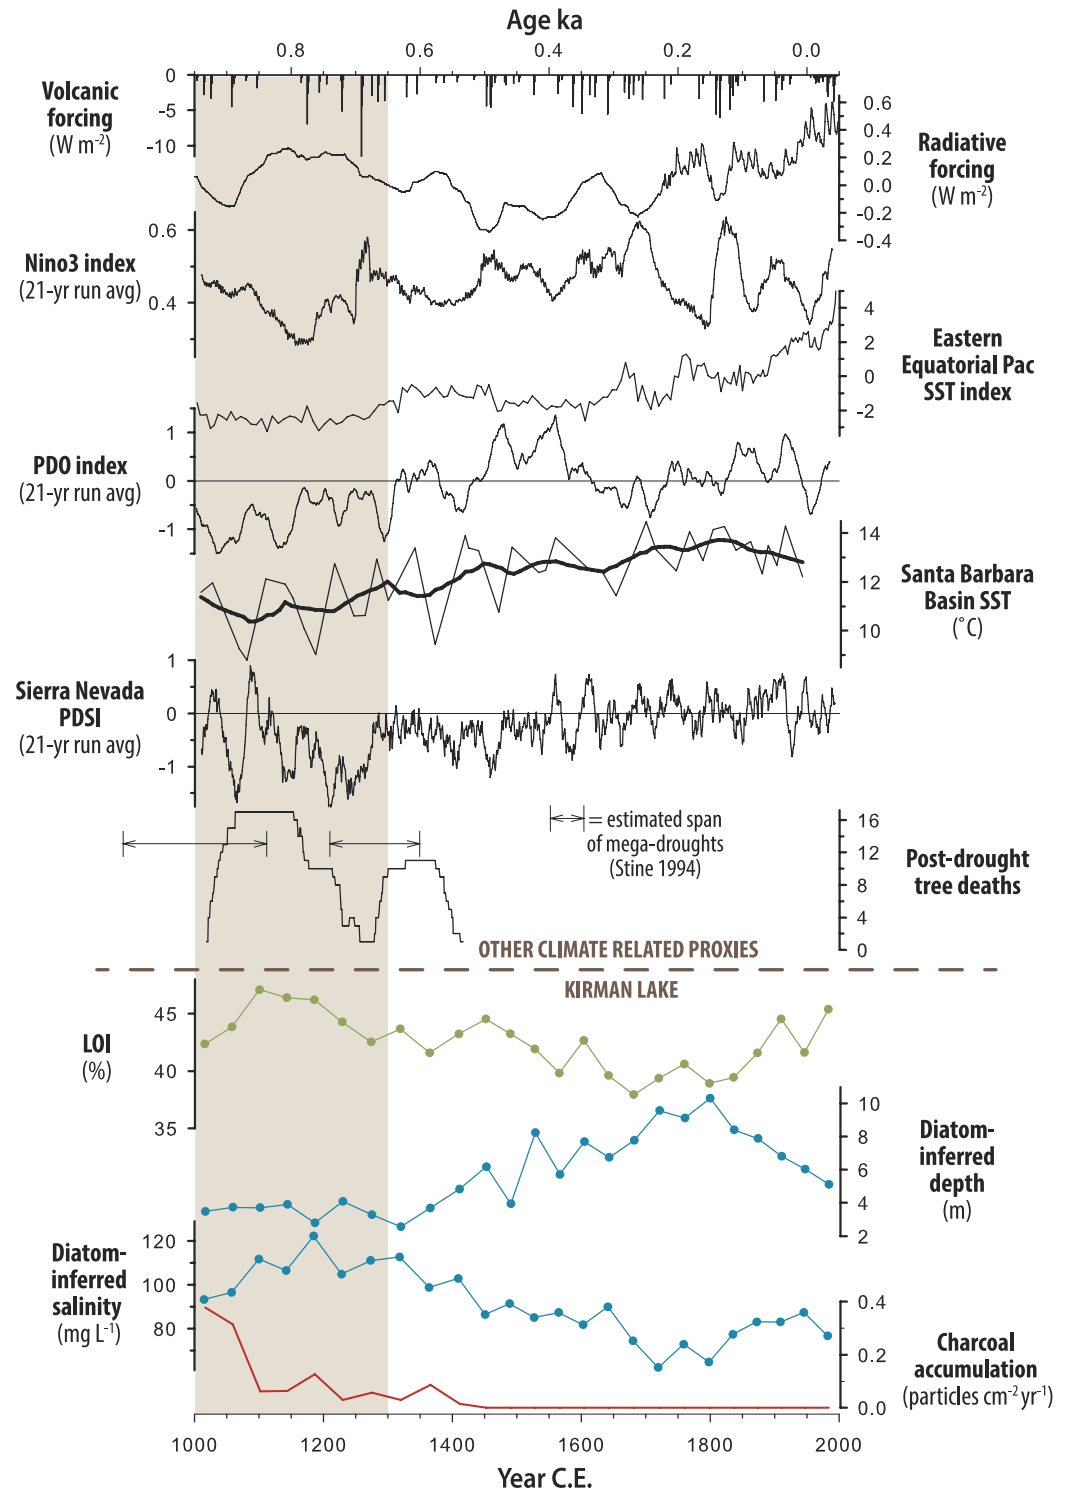 Age ka
0.8
0.6
0.4
0.2
0.0
Volcanic
forcing
(W m⁻²)
0
-5
-10
0.6
0.4
0.2
0.0
-0.2
-0.4
Radiative
forcing
(W m⁻²)
Nino3 index
(21-yr run avg)
0.6
0.4
4
2
0
-2
Eastern
Equatorial Pac
SST index
PDO index
(21-yr run avg)
1
0
-1
14
12
10
Santa Barbara
Basin SST
(˚C)
Sierra Nevada
PDSI
(21-yr run avg)
1
0
-1
= estimated span
of mega-droughts
(Stine 1994)
16
12
8
4
0
Post-drought
tree deaths
OTHER CLIMATE RELATED PROXIES
KIRMAN LAKE
LOI
(%)
45
40
35
10
8
6
4
2
Diatom-
inferred
depth
(m)
Diatom-
inferred
salinity
(mg L⁻¹)
120
100
80
0.4
0.2
0.0
Charcoal
accumulation
(particles cm⁻² yr⁻¹)
1000
1200
1400
1600
1800
2000
Year C.E.